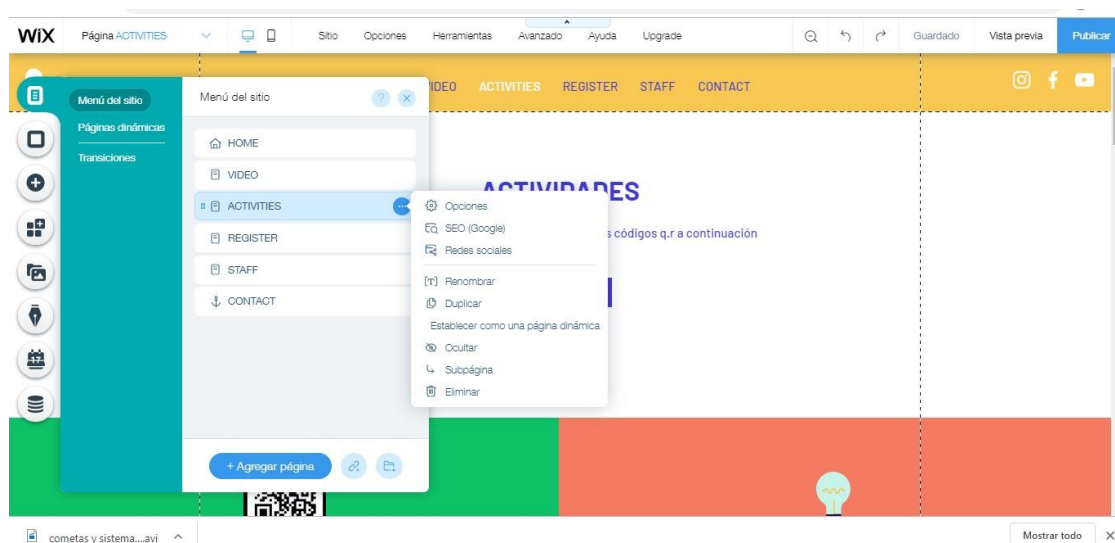 WiX Página ACTIVITIES Sitio Opciones Herramientas Avanzado Ayuda Upgrade Guardado Vista previa Publicar
ACTIVITIES REGISTER STAFF CONTACT
Menú del sitio
Páginas dinámicas
Transiciones
Menú del sitio ?
HOME
VIDEO
ACTIVITIES
REGISTER
STAFF
CONTACT
+ Agregar página
Opciones
SEO (Google)
Redes sociales
[T] Renombrar
Duplicar
Establecer como una página dinámica
Ocultar
Subpágina
Eliminar
códigos q.r a continuación
17
cometas y sistema....avi
Mostrar todo